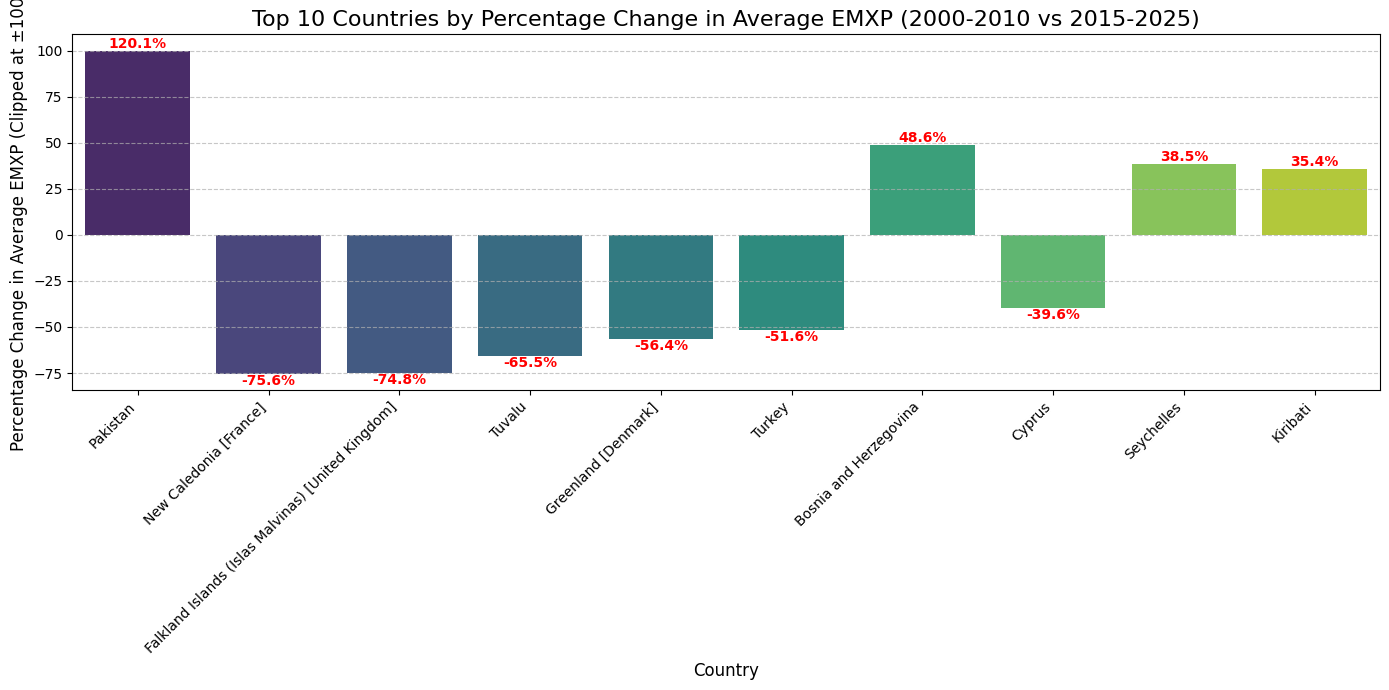 Top 10 Countries by Percentage Change in Average EMXP (2000-2010 vs 2015-2025)
Percentage Change in Average EMXP (Clipped at ±100
100
75
50
25
0
−25
−50
−75
120.1%
-75.6%
-74.8%
-65.5%
-56.4%
-51.6%
48.6%
-39.6%
38.5%
35.4%
Pakistan
New Caledonia [France]
Falkland Islands (Islas Malvinas) [United Kingdom]
Tuvalu
Greenland [Denmark]
Turkey
Bosnia and Herzegovina
Cyprus
Seychelles
Kiribati
Country